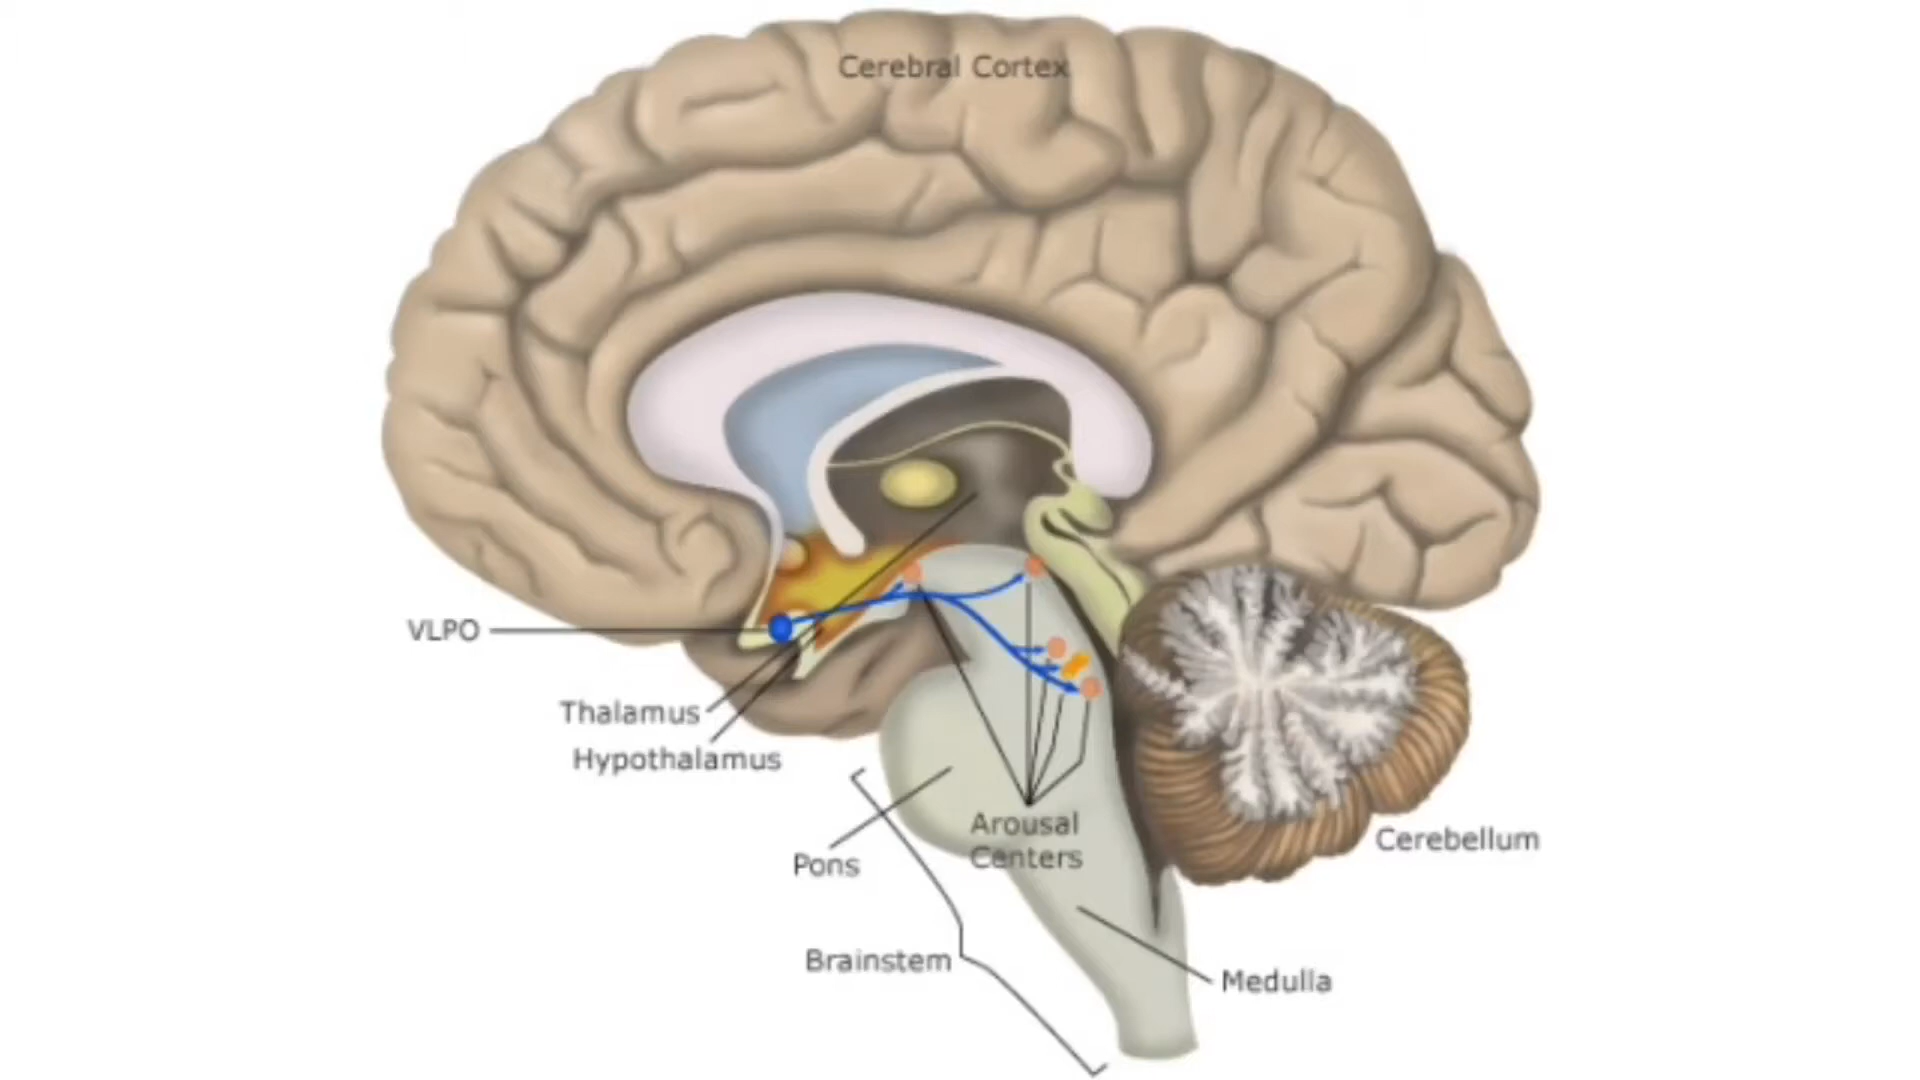 Cerebral Cortex
VLPO
Thalamus
Hypothalamus
Arousal
Centers
Pons
Cerebellum
Brainstem
Medulla